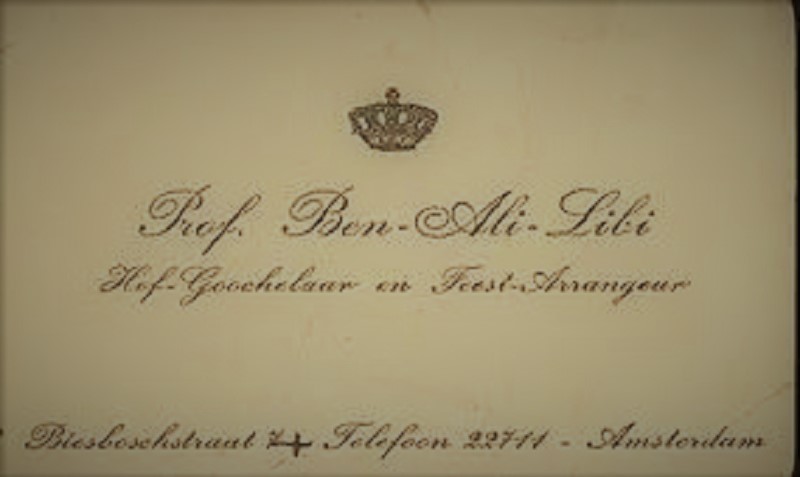 Prof. Ben-Ali-Libi
Hof-Goochelaar en Feest-Arrangeur
Biesboschstraat Telefoon 22711 - Amsterdam